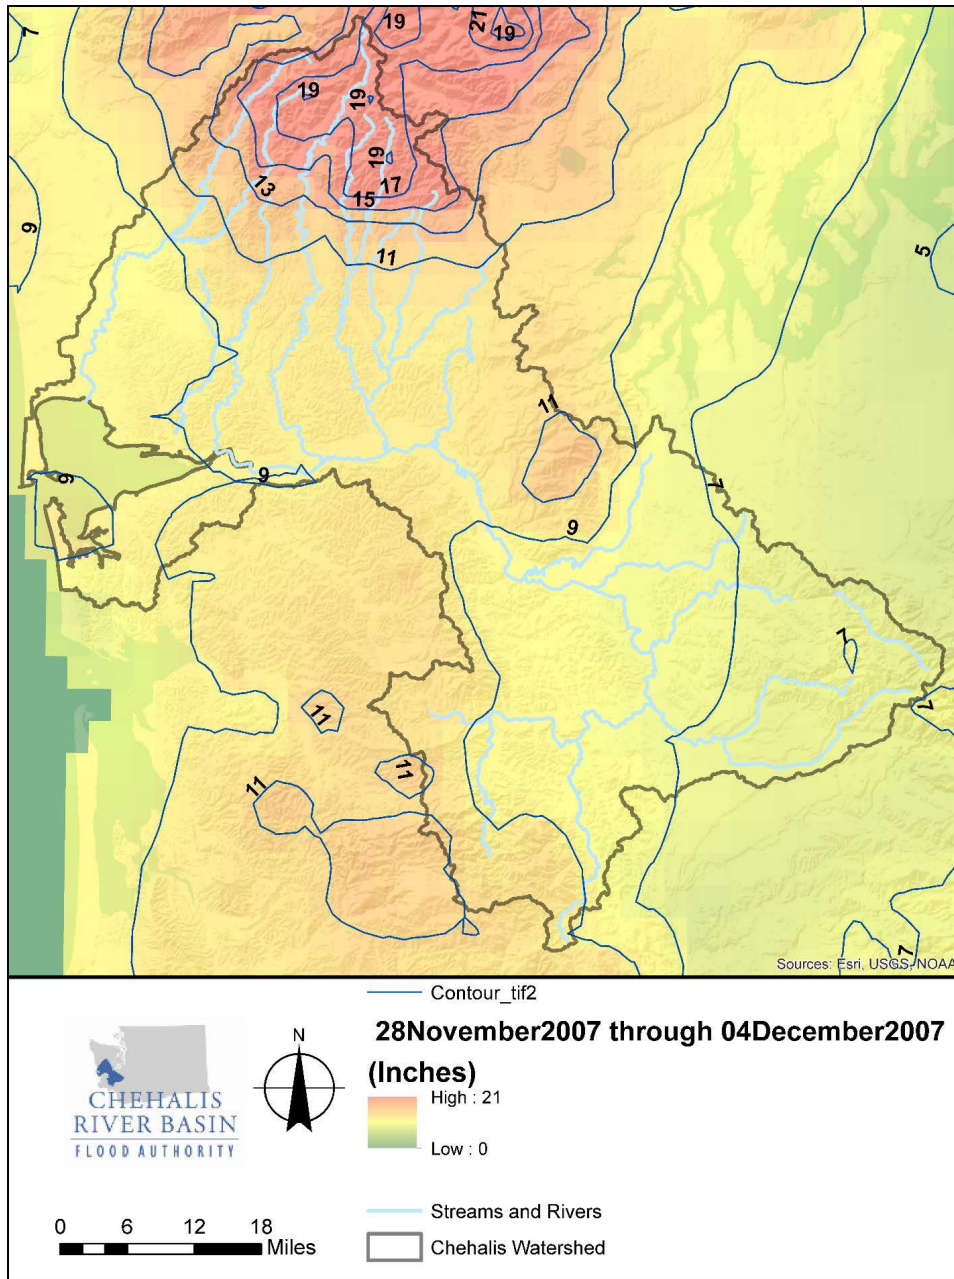 7
19
21
19
19
19
19
17
13
15
9
11
5
11
9
9
7
9
7
7
11
11
11
7
Sources: Esri, USGS, NOAA
Contour_tif2
28November2007 through 04December2007
(Inches)
High : 21
Low : 0
N
CHEHALIS
RIVER BASIN
FLOOD AUTHORITY
Streams and Rivers
Chehalis Watershed
0 6 12 18
Miles